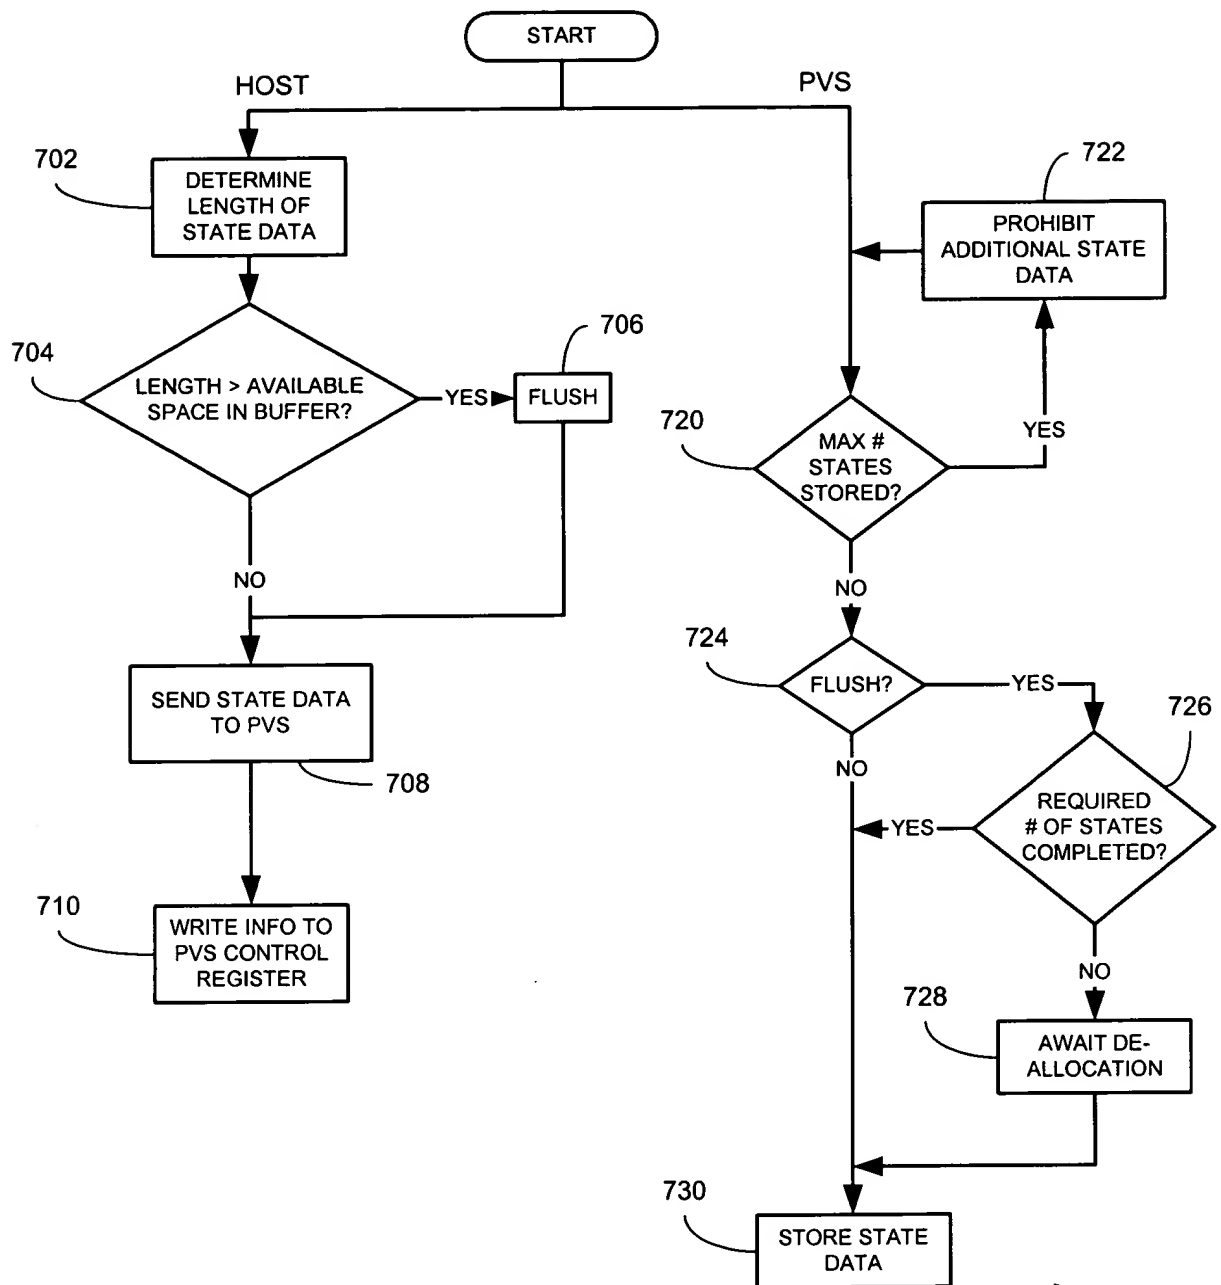 START
HOST
PVS
702
DETERMINE
LENGTH OF
STATE DATA
704
LENGTH > AVAILABLE
SPACE IN BUFFER?
YES
706
FLUSH
NO
SEND STATE DATA
TO PVS
708
710
WRITE INFO TO
PVS CONTROL
REGISTER
722
PROHIBIT
ADDITIONAL STATE
DATA
YES
720
MAX #
STATES
STORED?
NO
724
FLUSH?
YES
NO
726
REQUIRED
# OF STATES
COMPLETED?
YES
NO
728
AWAIT DE-
ALLOCATION
730
STORE STATE
DATA